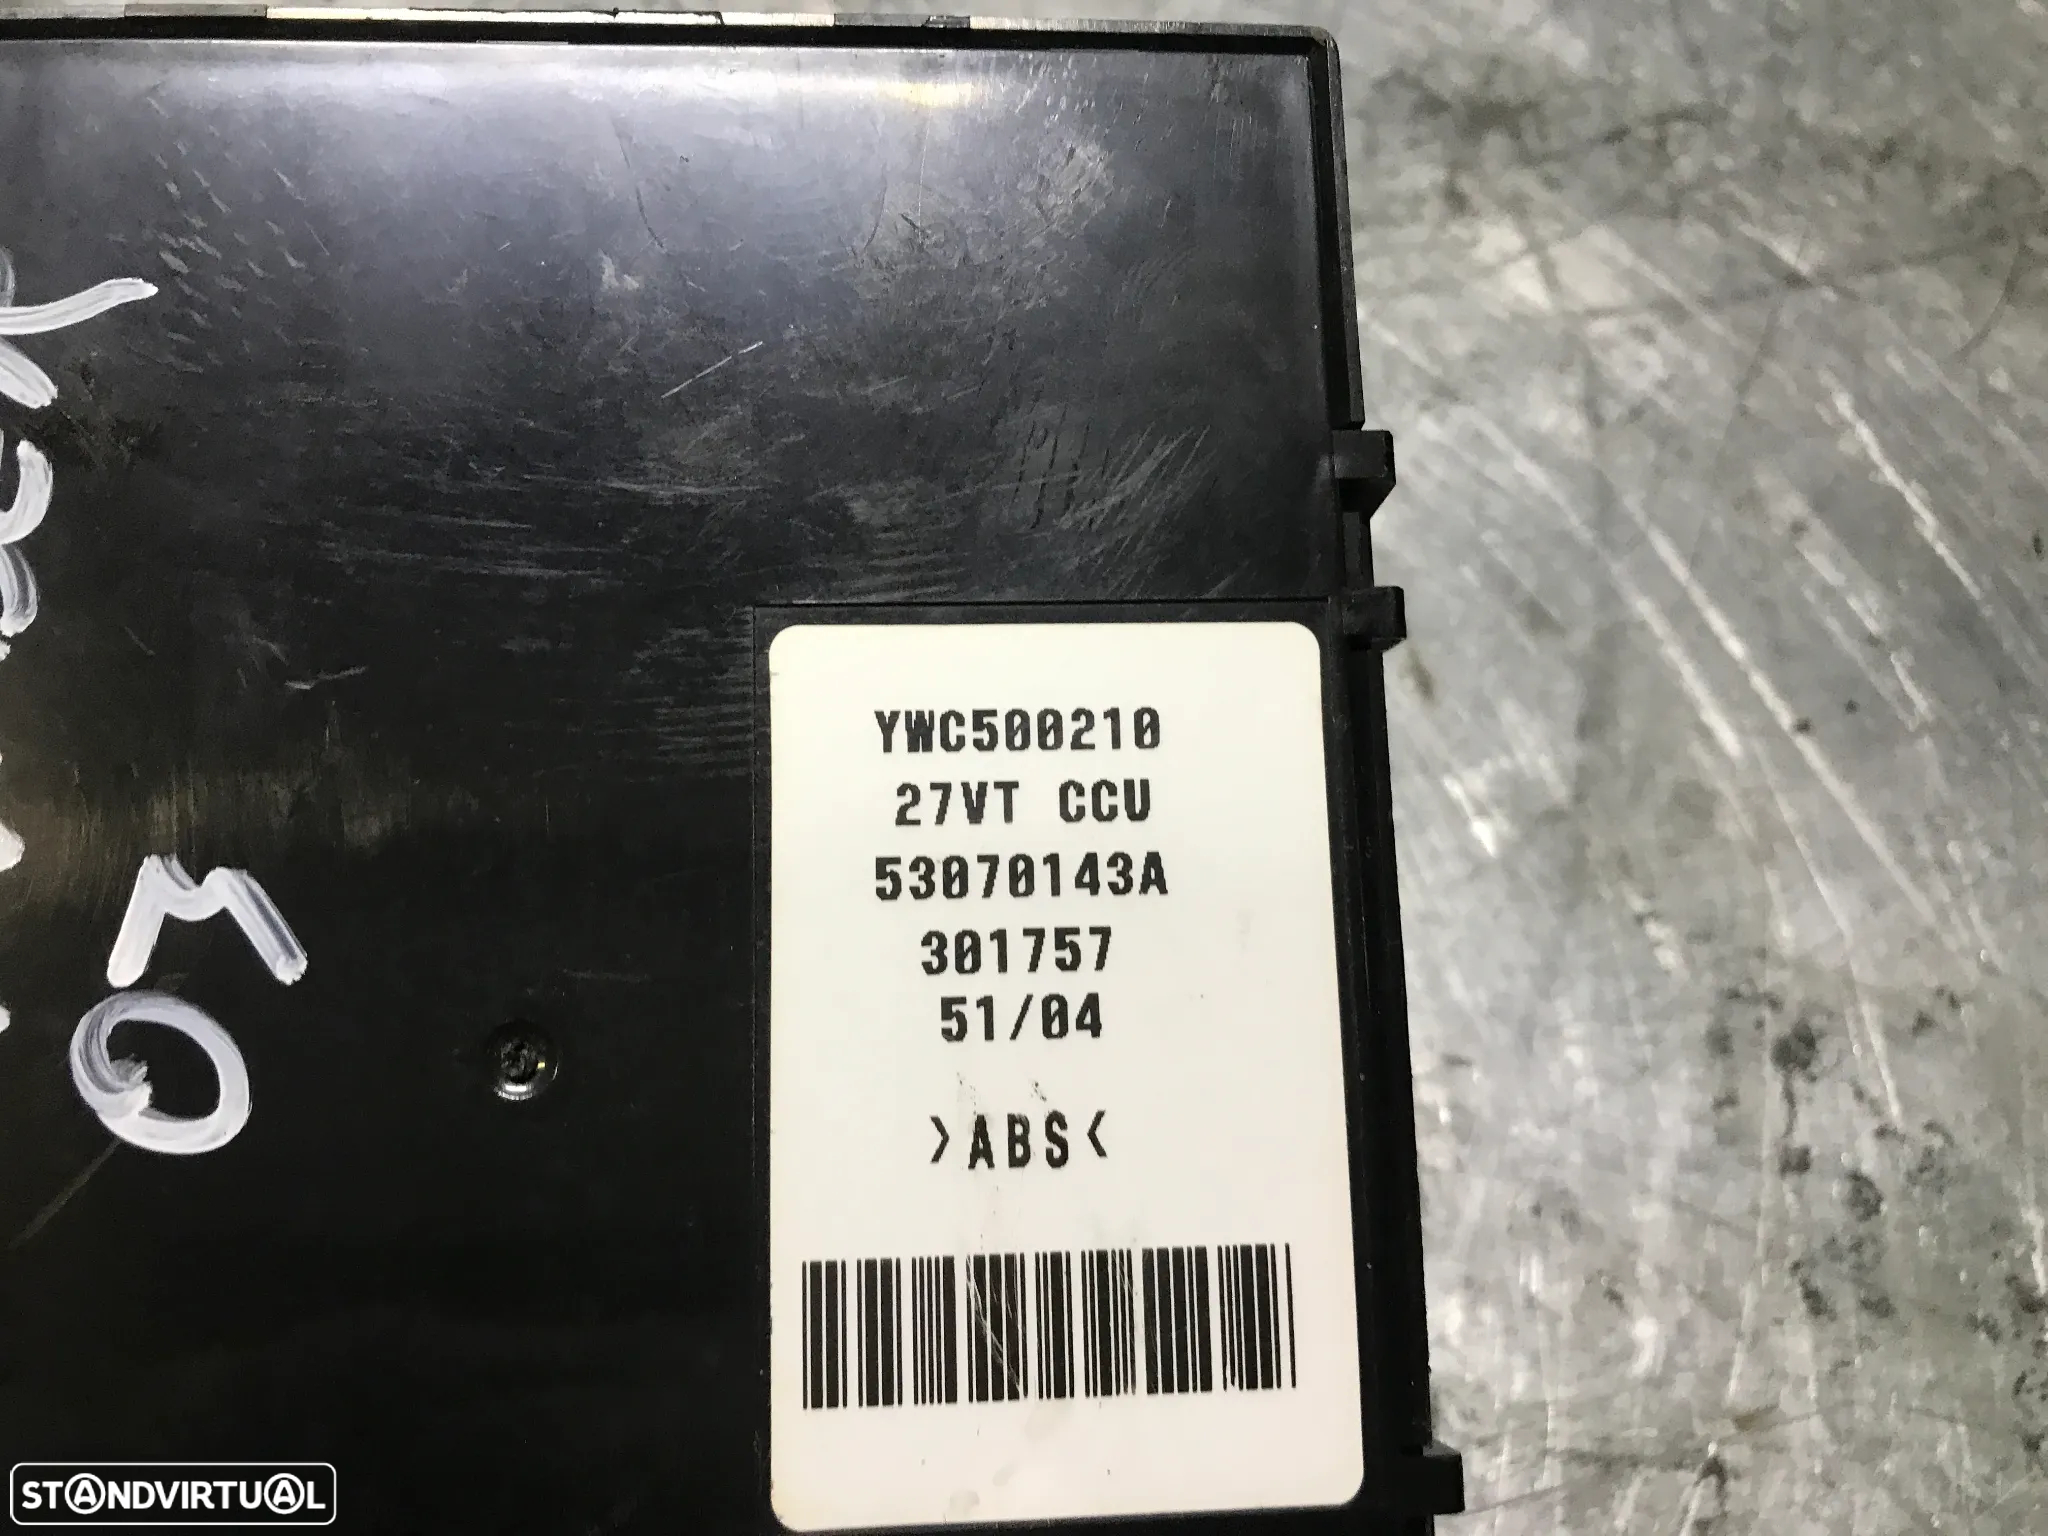 YWC500210
27VT CCU
53070143A
301757
51/04
>ABS<
STANDVIRTUAL